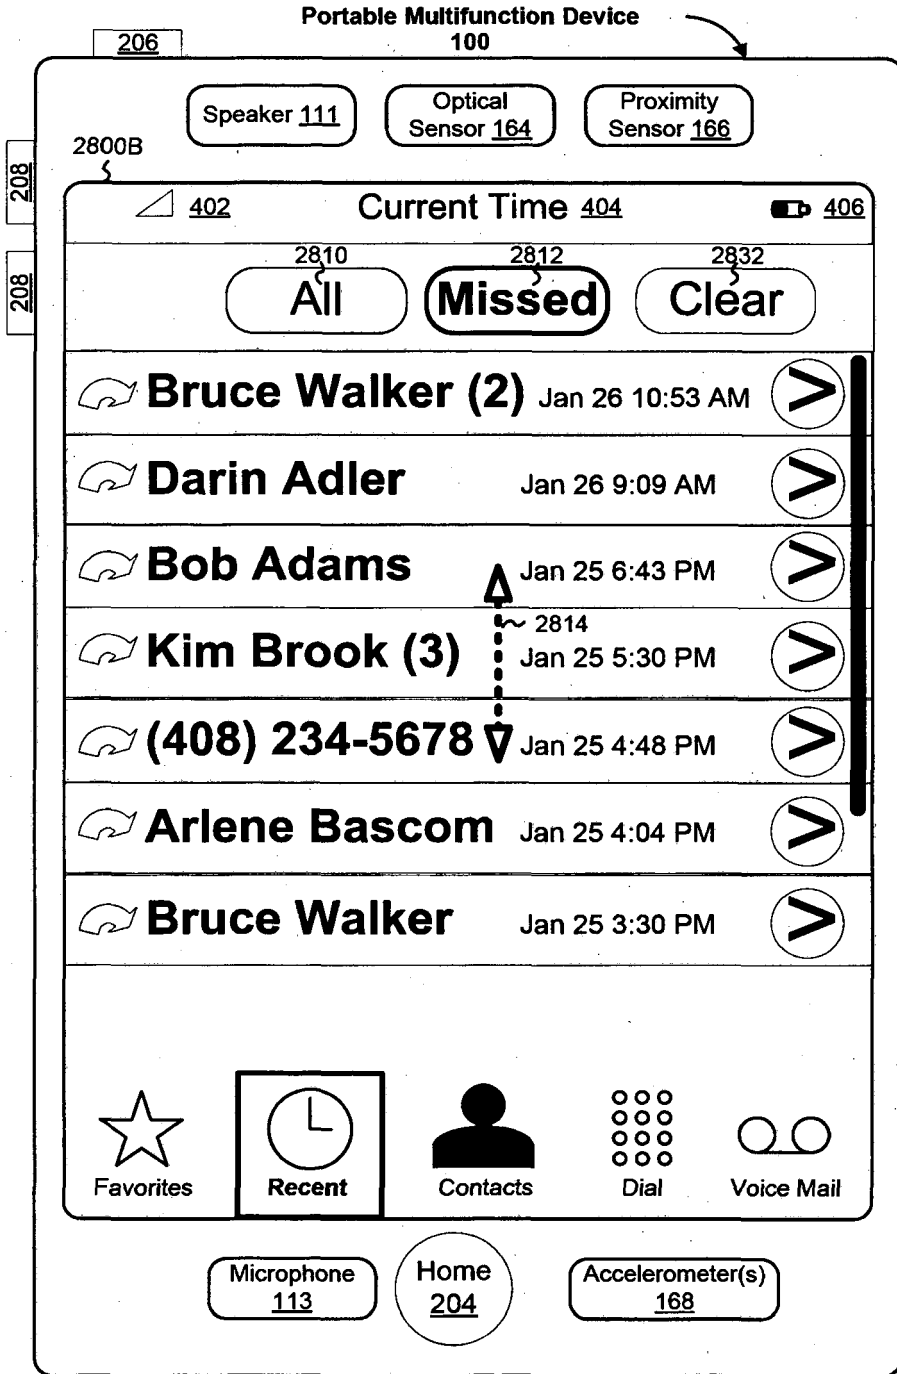 Portable Multifunction Device
100
206
Speaker 111
Optical
Sensor 164
Proximity
Sensor 166
2800B
208
208
402
Current Time 404
406
2810
2812
2832
All
Missed
Clear
Bruce Walker (2) Jan 26 10:53 AM >
Darin Adler Jan 26 9:09 AM >
Bob Adams Jan 25 6:43 PM >
2814
Kim Brook (3) Jan 25 5:30 PM >
(408) 234-5678 Jan 25 4:48 PM >
Arlene Bascom Jan 25 4:04 PM >
Bruce Walker Jan 25 3:30 PM >
Favorites
Recent
Contacts
Dial
Voice Mail
Microphone
113
Home
204
Accelerometer(s)
168